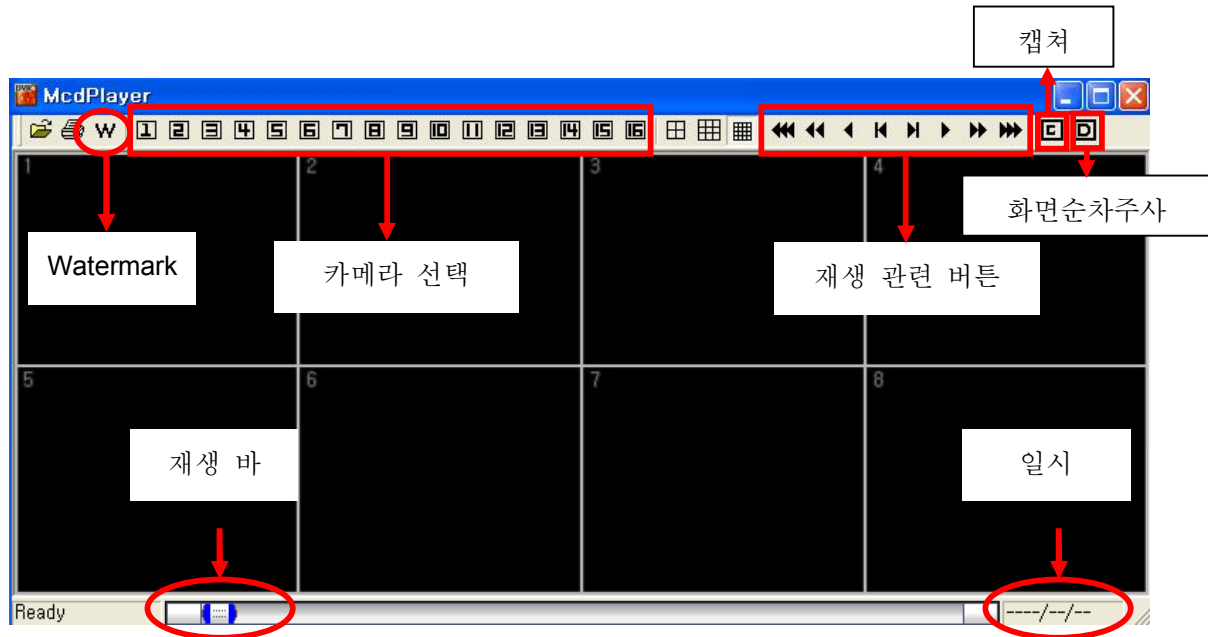 캡쳐
McdPlayer
W 1 2 3 4 5 6 7 8 9 10 11 12 13 14 15 16 C D
1 2 3 4
화면순차주사
Watermark
카메라 선택
재생 관련 버튼
5 6 7 8
재생 바
일시
Ready
----/--/--